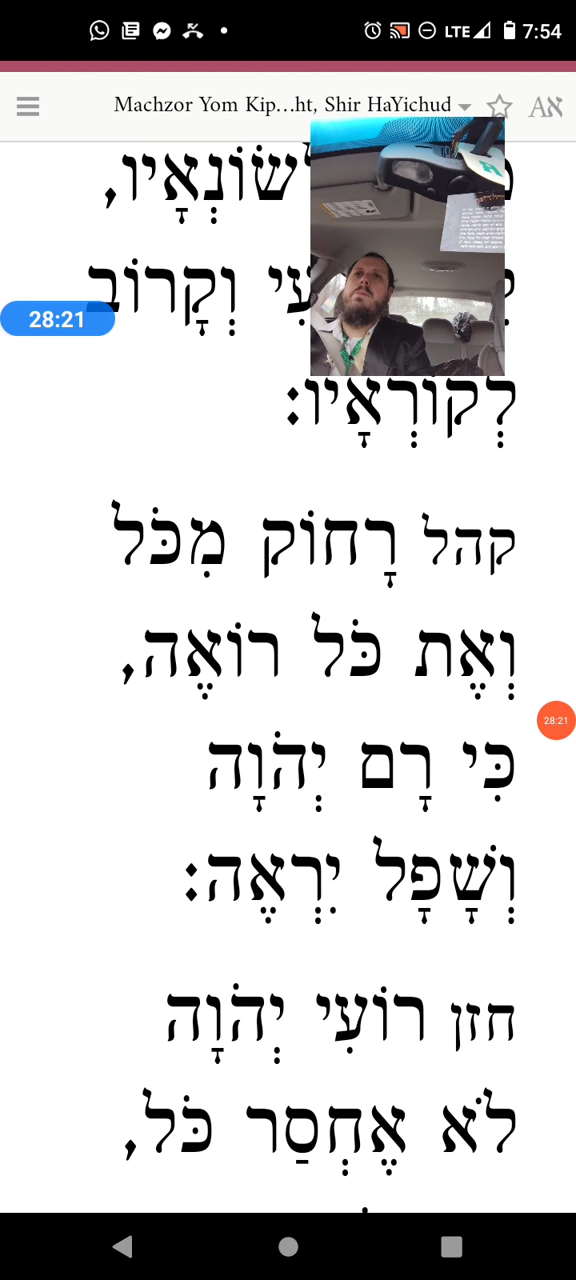 7:54
LTE
Machzor Yom Kip...ht, Shir HaYichud
Aא
לְשׂוֹנְאָיו,
וְקָרוֹב
28:21
לְקוֹרְאָיו:
קהל רָחוֹק מִכֹּל
וְאֶת כֹּל רוֹאֶה,
28:21
כִּי רָם יְהֹוָה
וְשָׁפָל יִרְאֶה:
חזן רוֹעִי יְהֹוָה
לֹא אֶחְסַר כֹּל,